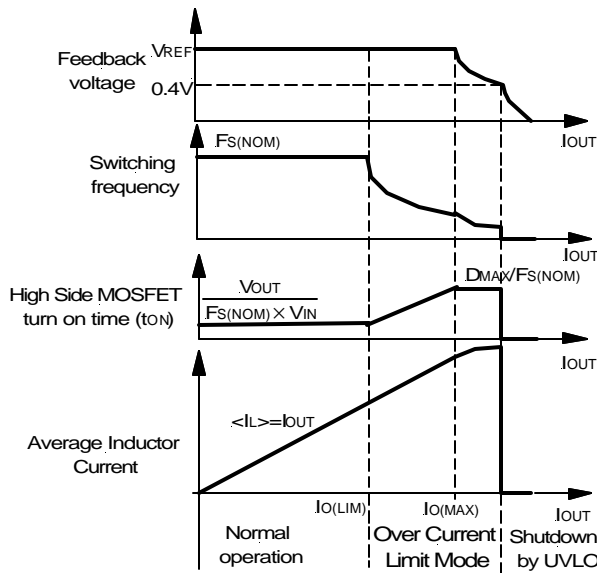 Feedback
voltage
VREF
0.4V
IOUT
Switching
frequency
FS(NOM)
IOUT
High Side MOSFET
turn on time (tON)
VOUT
FS(NOM) × VIN
DMAX/FS(NOM)
IOUT
Average Inductor
Current
<IL>=IOUT
IO(LIM)
IO(MAX)
IOUT
Normal
operation
Over Current
Limit Mode
Shutdown
by UVLO